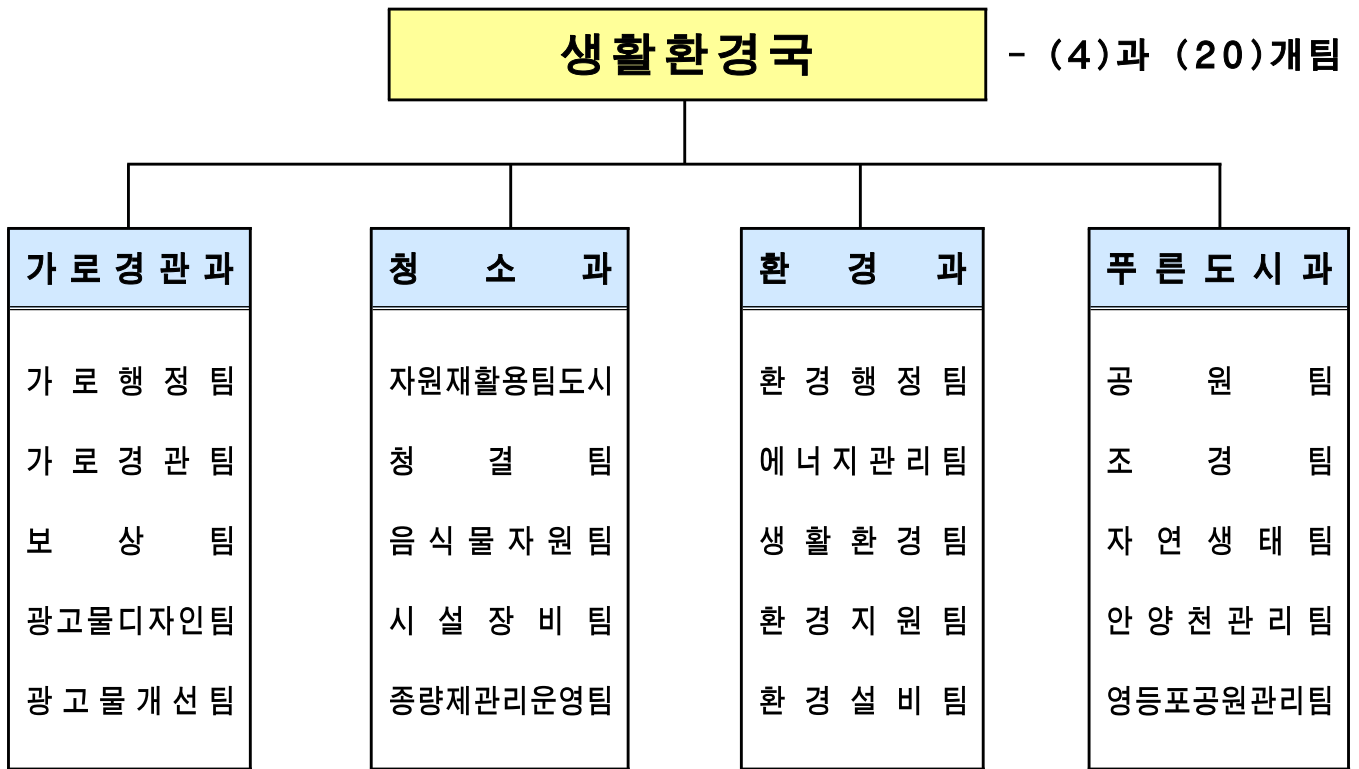 생활환경국
- (4)과 (20)개팀
가로경관과
가로행정팀
가로경관팀
보상팀
광고물디자인팀
광고물개선팀
청소과
자원재활용팀도시
청결팀
음식물자원팀
시설장비팀
종량제관리운영팀
환경과
환경행정팀
에너지관리팀
생활환경팀
환경지원팀
환경설비팀
푸른도시과
공원팀
조경팀
자연생태팀
안양천관리팀
영등포공원관리팀